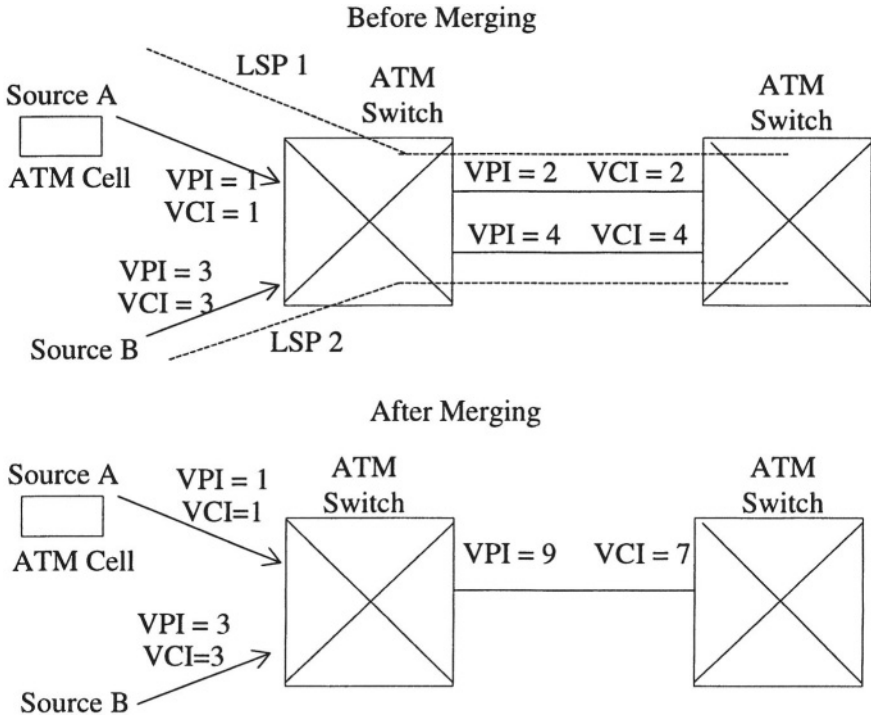 Before Merging
LSP 1
Source A
ATM
Switch
ATM
Switch
ATM Cell
VPI = 1
VCI = 1
VPI = 2 VCI = 2
VPI = 4 VCI = 4
VPI = 3
VCI = 3
Source B
LSP 2
After Merging
Source A
VPI = 1
VCI=1
ATM
Switch
ATM
Switch
ATM Cell
VPI = 9 VCI = 7
VPI = 3
VCI=3
Source B